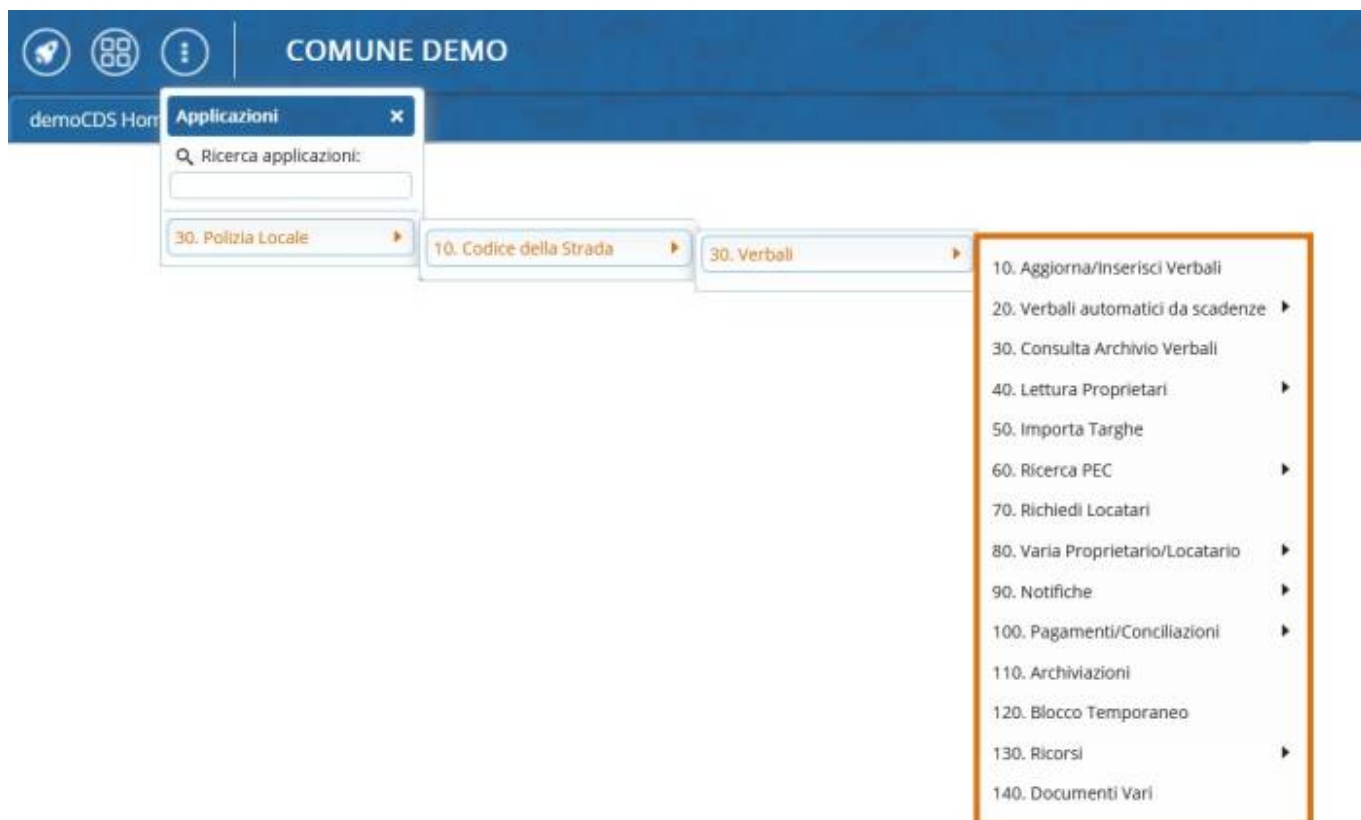 COMUNE DEMO
demoCDS Hom
Applicazioni ×
Ricerca applicazioni:
30. Polizia Locale
10. Codice della Strada
30. Verbali
10. Aggiorna/Inserisci Verbali
20. Verbali automatici da scadenze
30. Consulta Archivio Verbali
40. Lettura Proprietari
50. Importa Targhe
60. Ricerca PEC
70. Richiedi Locatari
80. Varia Proprietario/Locatario
90. Notifiche
100. Pagamenti/Conciliazioni
110. Archiviazioni
120. Blocco Temporaneo
130. Ricorsi
140. Documenti Vari